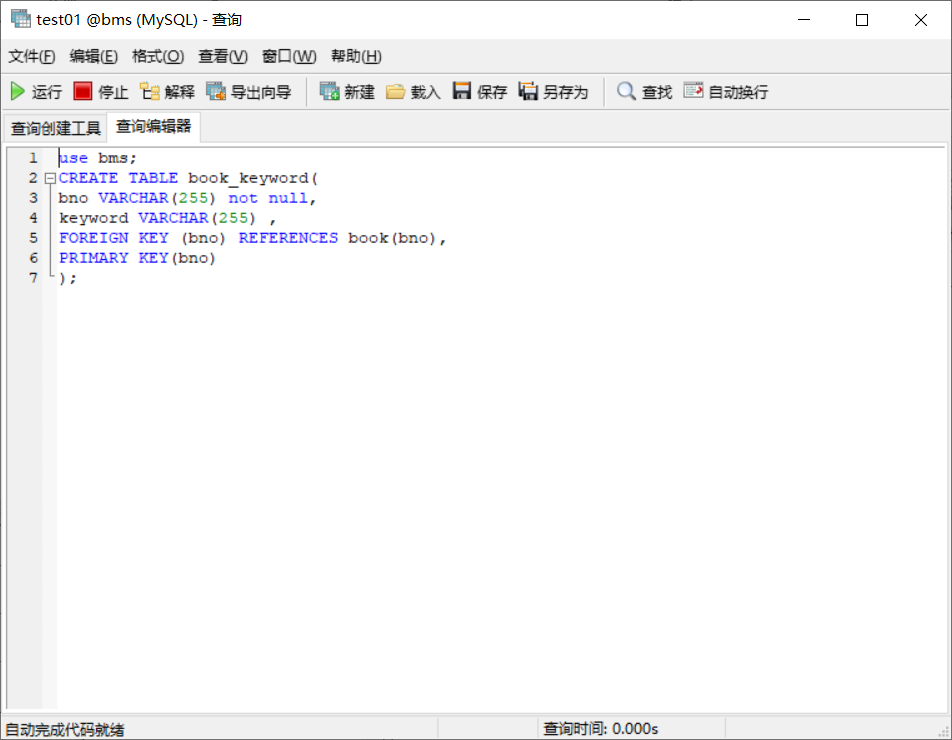 test01 @bms (MySQL) - 查询
文件(F) 编辑(E) 格式(O) 查看(V) 窗口(W) 帮助(H)
运行 停止 解释 导出向导 新建 载入 保存 另存为 查找 自动换行
查询创建工具 查询编辑器
1 use bms;
2 CREATE TABLE book_keyword(
3 bno VARCHAR(255) not null,
4 keyword VARCHAR(255) ,
5 FOREIGN KEY (bno) REFERENCES book(bno),
6 PRIMARY KEY(bno)
7 );
自动完成代码就绪 查询时间: 0.000s